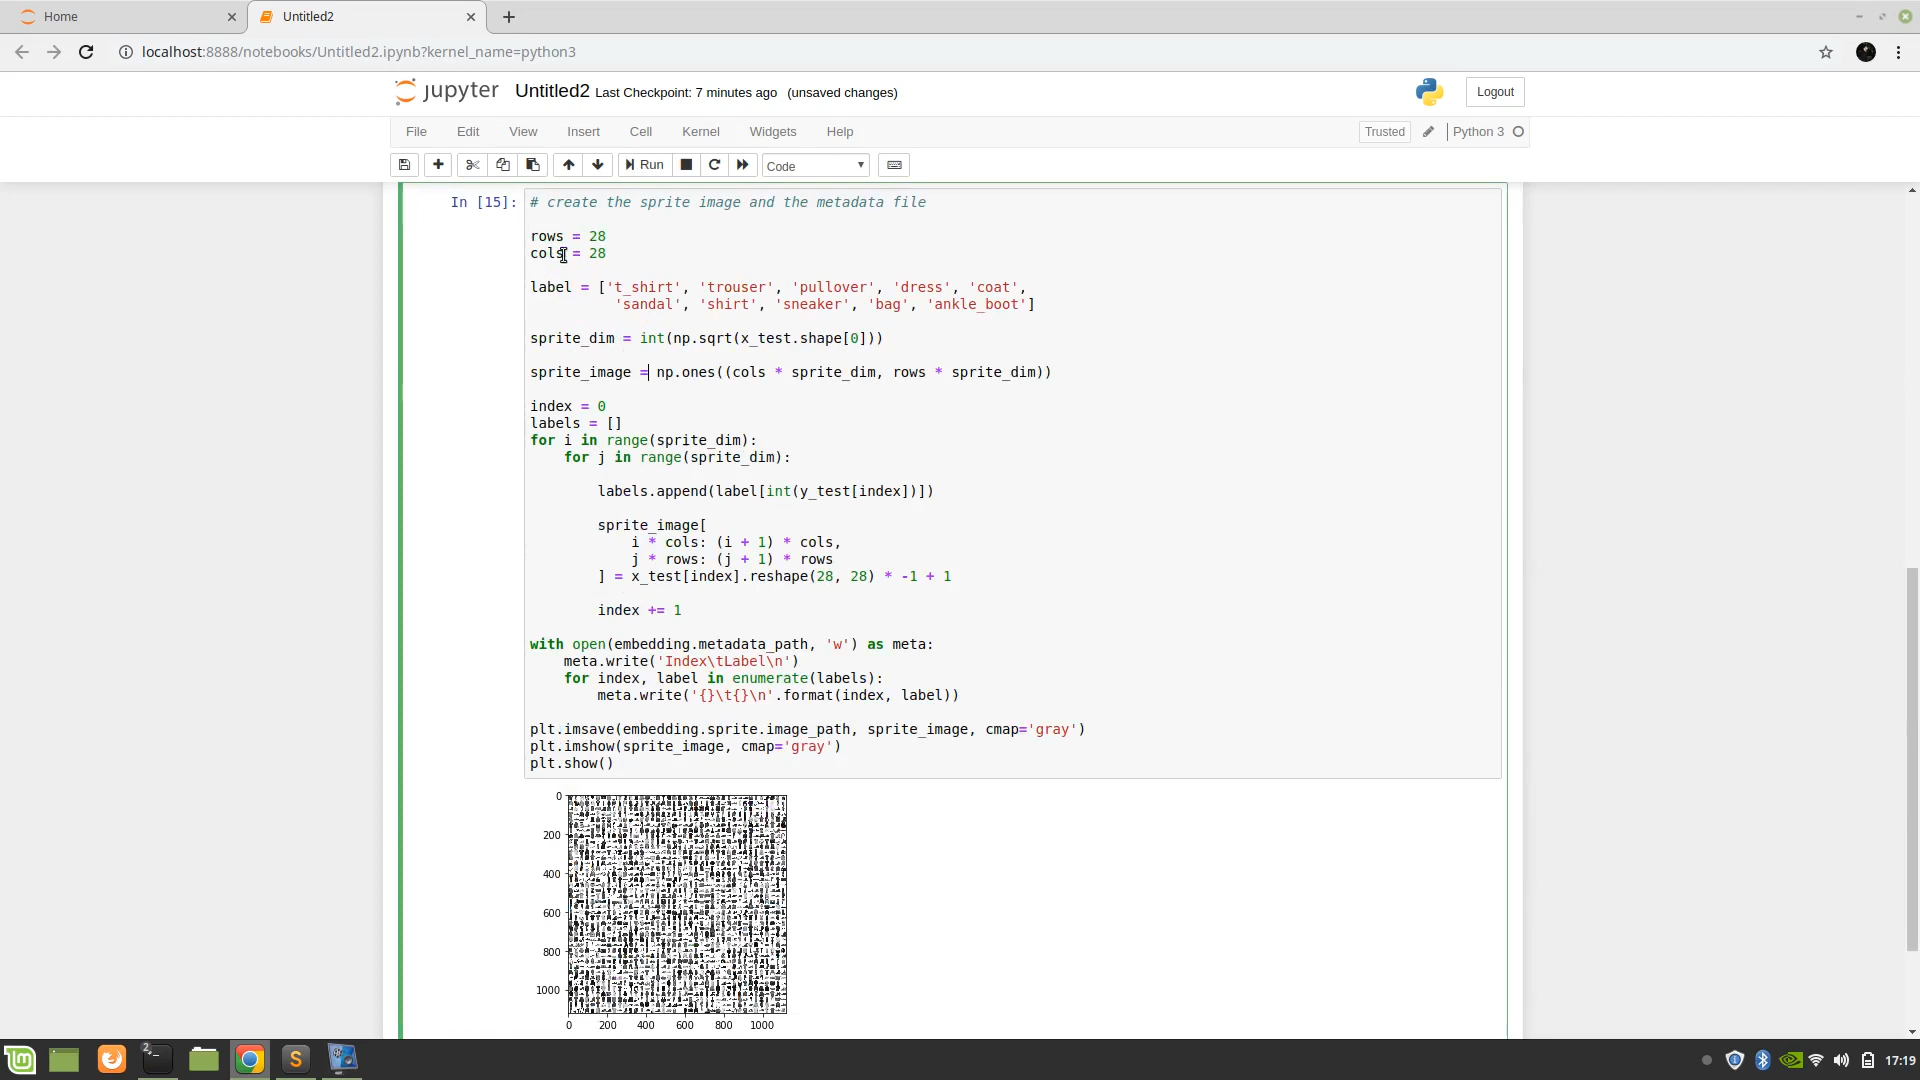 Home
Untitled2
localhost:8888/notebooks/Untitled2.ipynb?kernel_name=python3
jupyter Untitled2 Last Checkpoint: 7 minutes ago (unsaved changes)
Logout
File Edit View Insert Cell Kernel Widgets Help
Trusted Python 3
Run Code
In [15]:
# create the sprite image and the metadata file
rows = 28
cols = 28
label = ['t_shirt', 'trouser', 'pullover', 'dress', 'coat',
'sandal', 'shirt', 'sneaker', 'bag', 'ankle_boot']
sprite_dim = int(np.sqrt(x_test.shape[0]))
sprite_image = np.ones((cols * sprite_dim, rows * sprite_dim))
index = 0
labels = []
for i in range(sprite_dim):
for j in range(sprite_dim):
labels.append(label[int(y_test[index])])
sprite_image[
i * cols: (i + 1) * cols,
j * rows: (j + 1) * rows
] = x_test[index].reshape(28, 28) * -1 + 1
index += 1
with open(embedding.metadata_path, 'w') as meta:
meta.write('Index\tLabel\n')
for index, label in enumerate(labels):
meta.write('{}\t{}\n'.format(index, label))
plt.imsave(embedding.sprite.image_path, sprite_image, cmap='gray')
plt.imshow(sprite_image, cmap='gray')
plt.show()
0
200
400
600
800
1000
0 200 400 600 800 1000
2
S
17:19